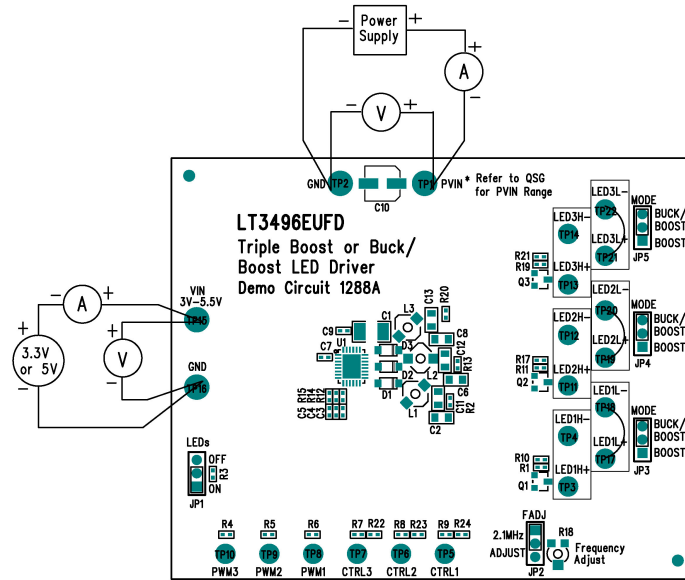 Power
Supply
−
+
+
A
−
− V +
GND TP2
TP1 PVIN
C10
* Refer to QSG
for PVIN Range
LT3496EUFD
Triple Boost or Buck/
Boost LED Driver
Demo Circuit 1288A
VIN
3V-5.5V
TP15
−
A
+
+
3.3V
or 5V
−
+
V
−
GND
TP16
LEDs
OFF
R3
ON
JP1
C9
C1
L3
C13
R20
C7
U1
D3
C8
C12
R13
D2
L2
D1
C6
L1
C11
R2
C2
R15
R14
R12
C5
C4
C3
LED3L-
TP22
LED3H-
TP14
LED3L+
TP21
R21
R19
LED3H+
Q3
TP13
MODE
BUCK/
BOOST
BOOST
JP5
LED2L-
TP20
LED2H-
TP12
LED2L+
TP19
R17
R11
LED2H+
Q2
TP11
MODE
BUCK/
BOOST
BOOST
JP4
LED1L-
TP18
LED1H-
TP4
LED1L+
TP17
R10
R1
LED1H+
Q1
TP3
MODE
BUCK/
BOOST
BOOST
JP3
R4
R5
R6
R7 R22
R8 R23
R9 R24
TP10
TP9
TP8
TP7
TP6
TP5
PWM3
PWM2
PWM1
CTRL3
CTRL2
CTRL1
FADJ
2.1MHz
ADJUST
JP2
R18
Frequency
Adjust